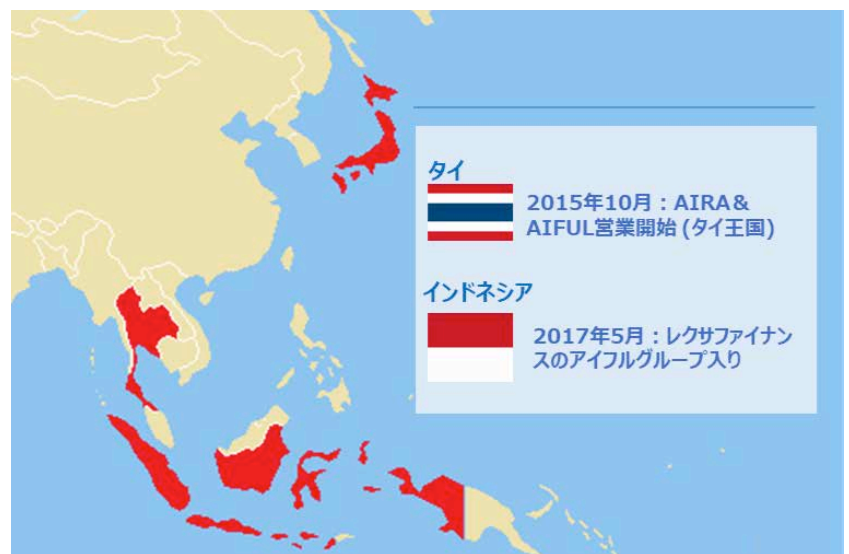 タイ
2015年10月：AIRA＆
AIFUL営業開始 (タイ王国)
インドネシア
2017年5月：レクサファイナン
スのアイフルグループ入り